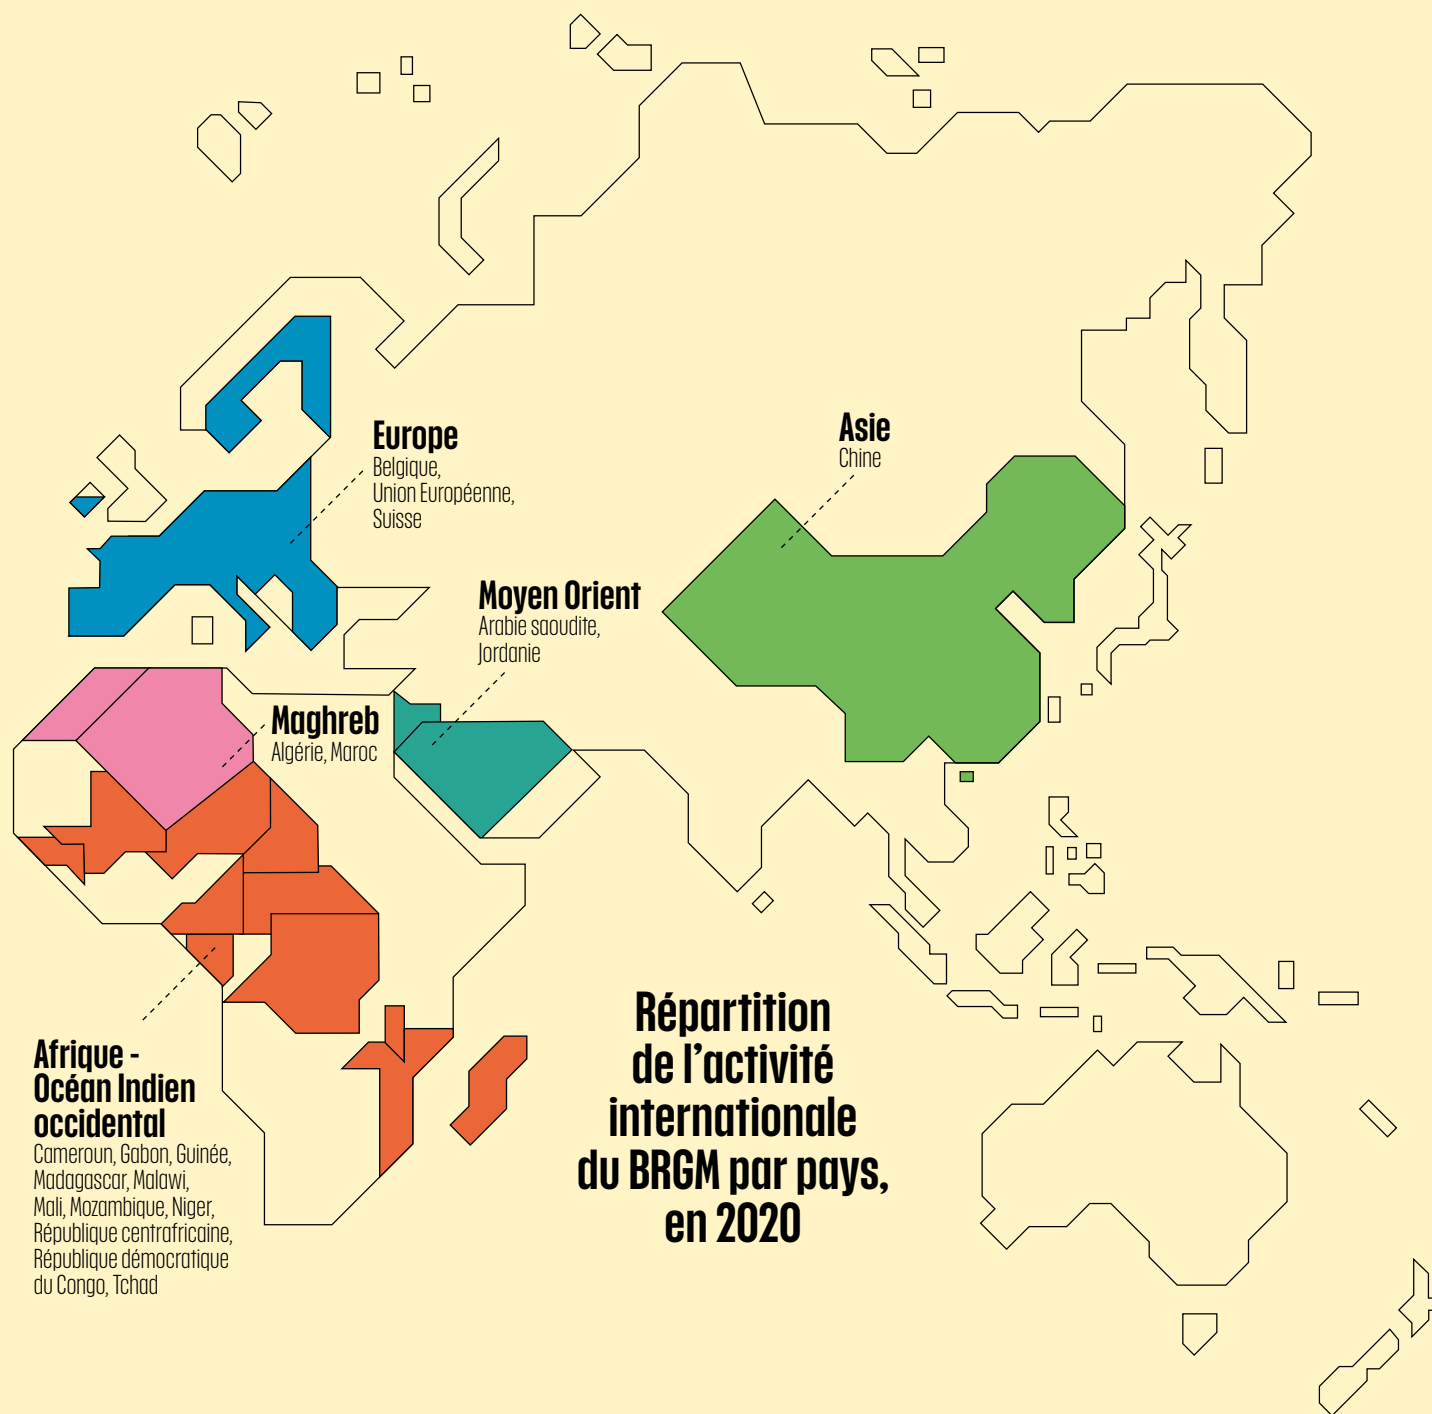 Europe
Belgique,
Union Européenne,
Suisse
Asie
Chine
Moyen Orient
Arabie saoudite,
Jordanie
Maghreb
Algérie, Maroc
Afrique -
Océan Indien
occidental
Cameroun, Gabon, Guinée,
Madagascar, Malawi,
Mali, Mozambique, Niger,
République centrafricaine,
République démocratique
du Congo, Tchad
Répartition
de l'activité
internationale
du BRGM par pays,
en 2020